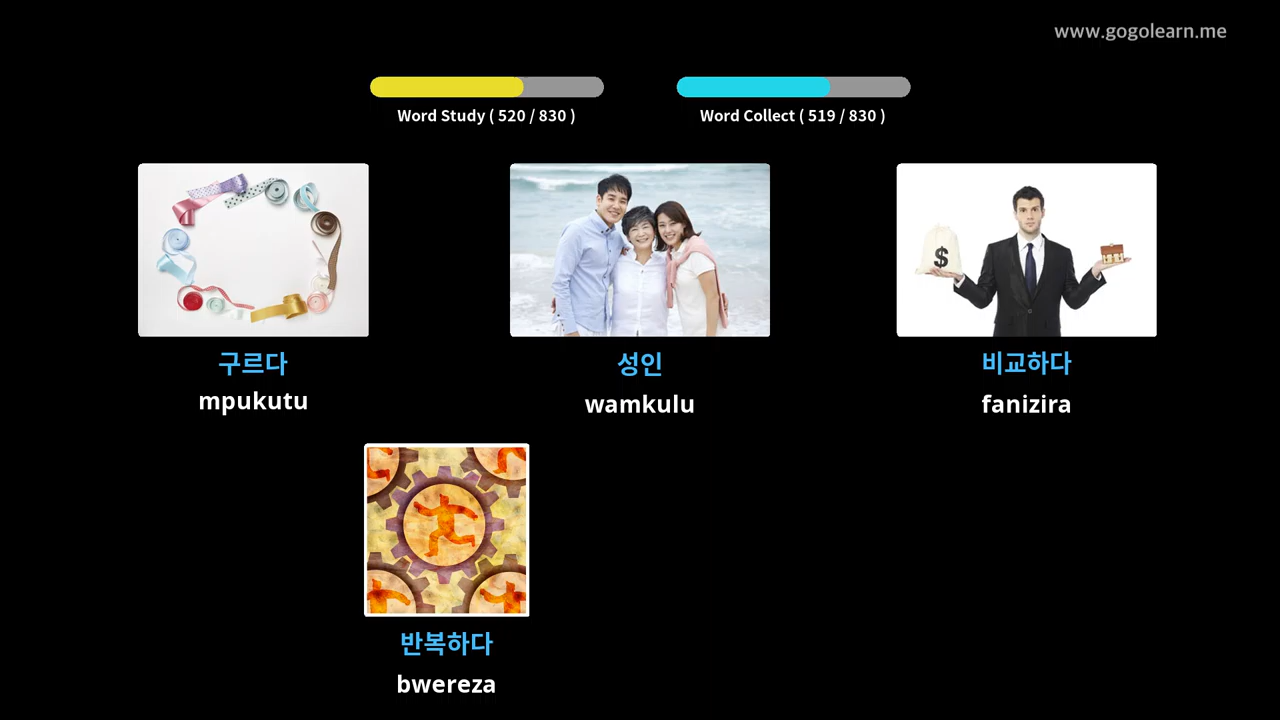 www.gogolearn.me
Word Study ( 520 / 830 )
Word Collect ( 519 / 830 )
$
구르다
mpukutu
성인
wamkulu
비교하다
fanizira
반복하다
bwereza